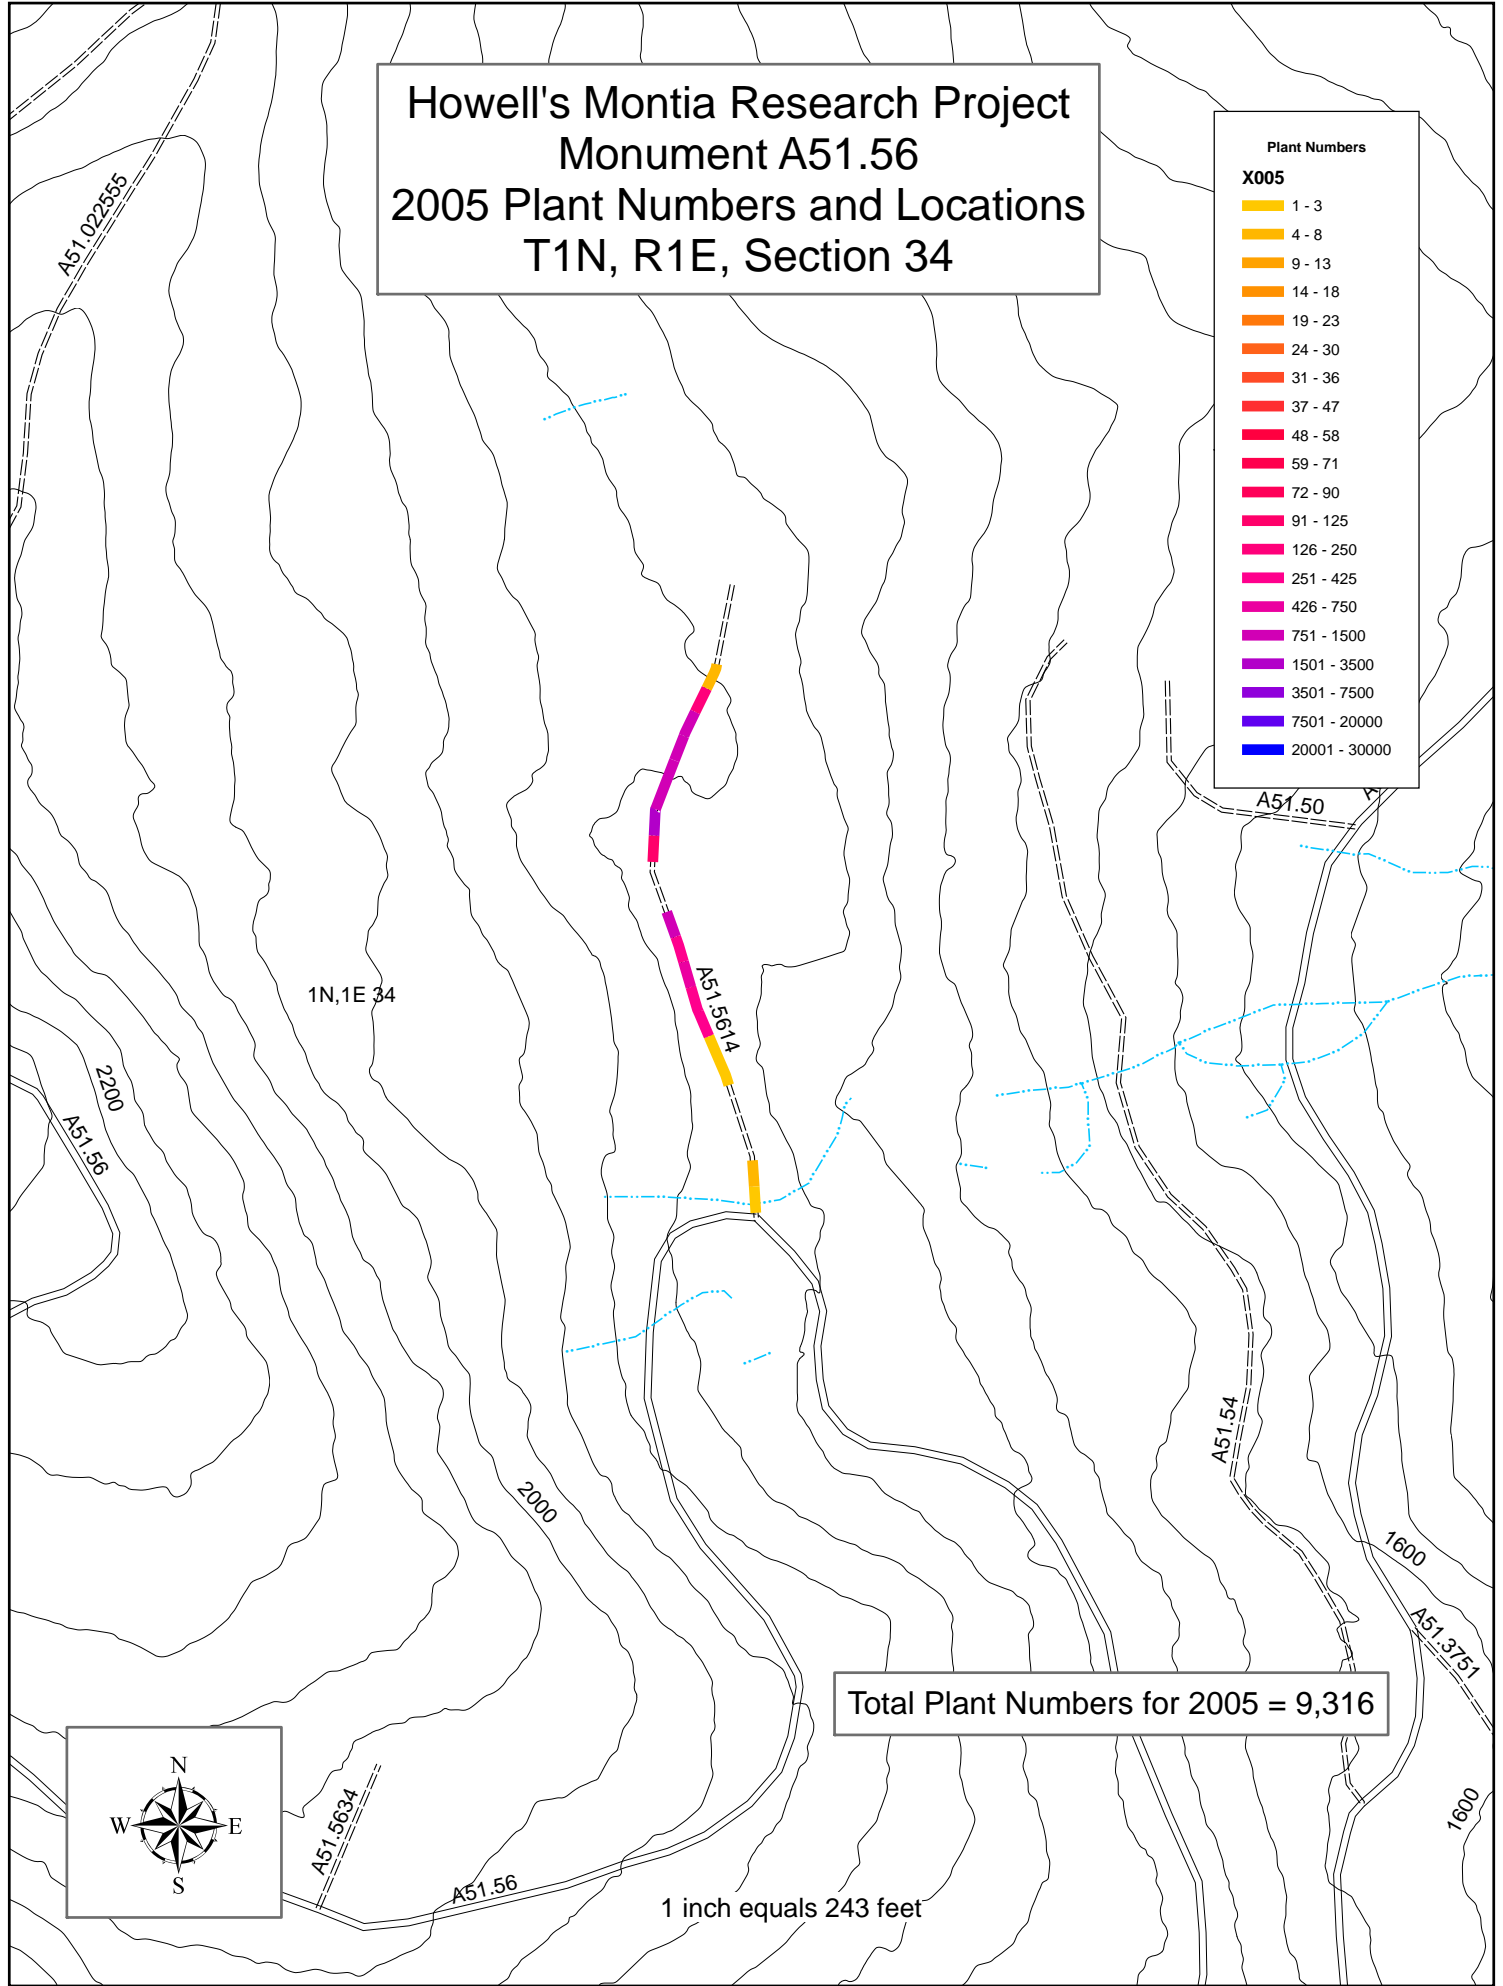 Howell's Montia Research Project
Monument A51.56
2005 Plant Numbers and Locations
T1N, R1E, Section 34
Plant Numbers
X005
1 - 3
4 - 8
9 - 13
14 - 18
19 - 23
24 - 30
31 - 36
37 - 47
48 - 58
59 - 71
72 - 90
91 - 125
126 - 250
251 - 425
426 - 750
751 - 1500
1501 - 3500
3501 - 7500
7501 - 20000
20001 - 30000
A51.022555
A51.50
1N,1E 34
A51.5614
2200
A51.56
A51.54
2000
1600
A51.3751
Total Plant Numbers for 2005 = 9,316
N
W
E
S
A51.5634
A51.56
1600
1 inch equals 243 feet